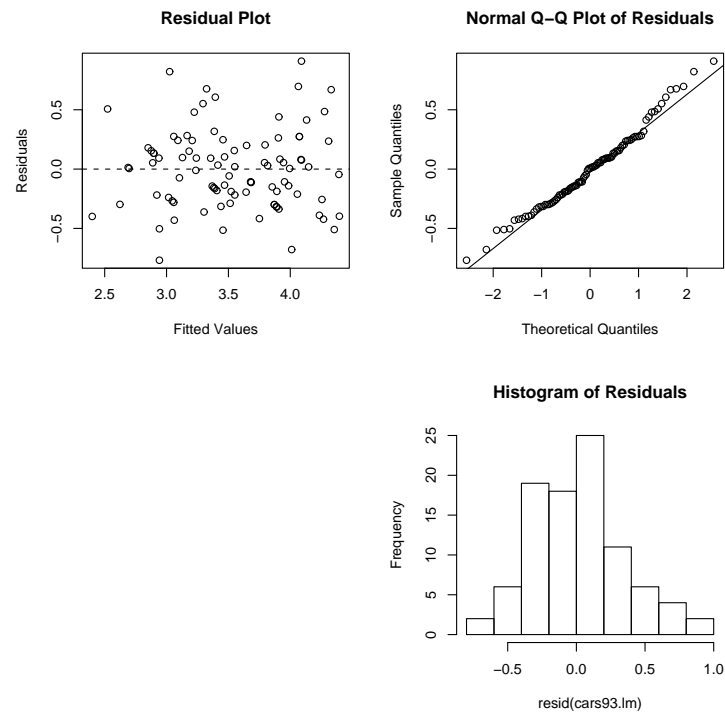 Residual Plot
Residuals
0.5
0.0
−0.5
2.5 3.0 3.5 4.0
Fitted Values
Normal Q−Q Plot of Residuals
Sample Quantiles
0.5
0.0
−0.5
−2 −1 0 1 2
Theoretical Quantiles
Histogram of Residuals
Frequency
25
20
15
10
5
0
−0.5 0.0 0.5 1.0
resid(cars93.lm)